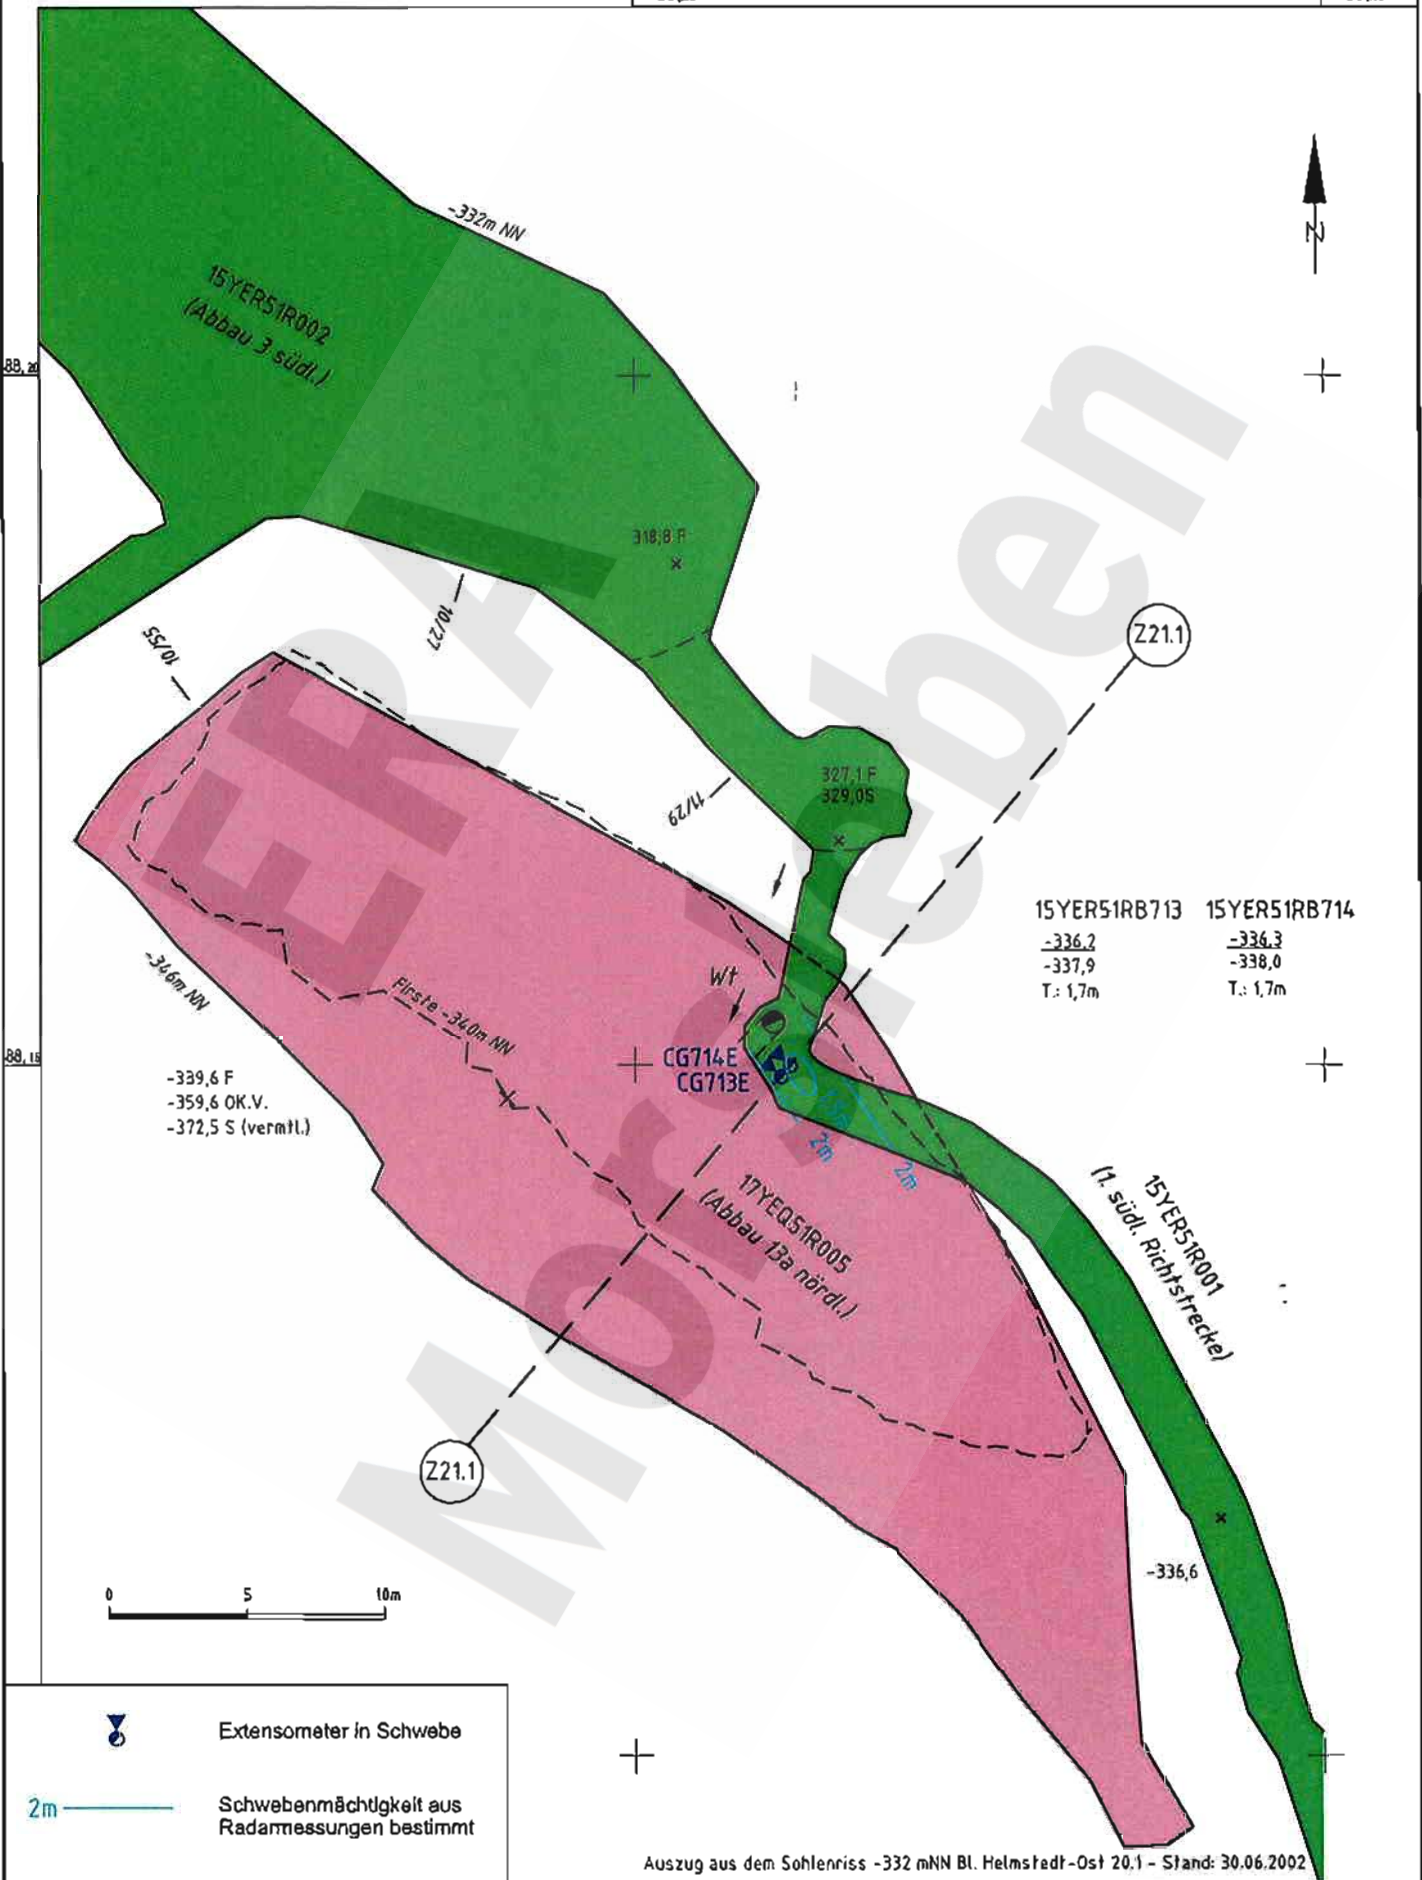 -332m NN
15YER51R002
(Abbau 3 südl.)
N
88,20
318,8 F
10/27
10/55
Z21.1
327,1 F
329,0S
11/29
15YER51RB713 15YER51RB714
-336,2 -336,3
-337,9 -338,0
T.: 1,7m T.: 1,7m
-346m NN
Firste -340m NN
Wt
CG714E
CG713E
88,15
-339,6 F
-359,6 OK.V.
-372,5 S (vermtl.)
1,5m
2m
2m
17YEQ51R005
(Abbau 13a nördl.)
15YER51R001
(1. südl. Richtstrecke)
Z21.1
-336,6
0 5 10m
Extensometer in Schwebe
2m
Schwebenmächtigkeit aus
Radarmessungen bestimmt
Auszug aus dem Sohlenriss -332 mNN Bl. Helmstedt-Ost 20.1 - Stand: 30.06.2002
ERA Morsleben